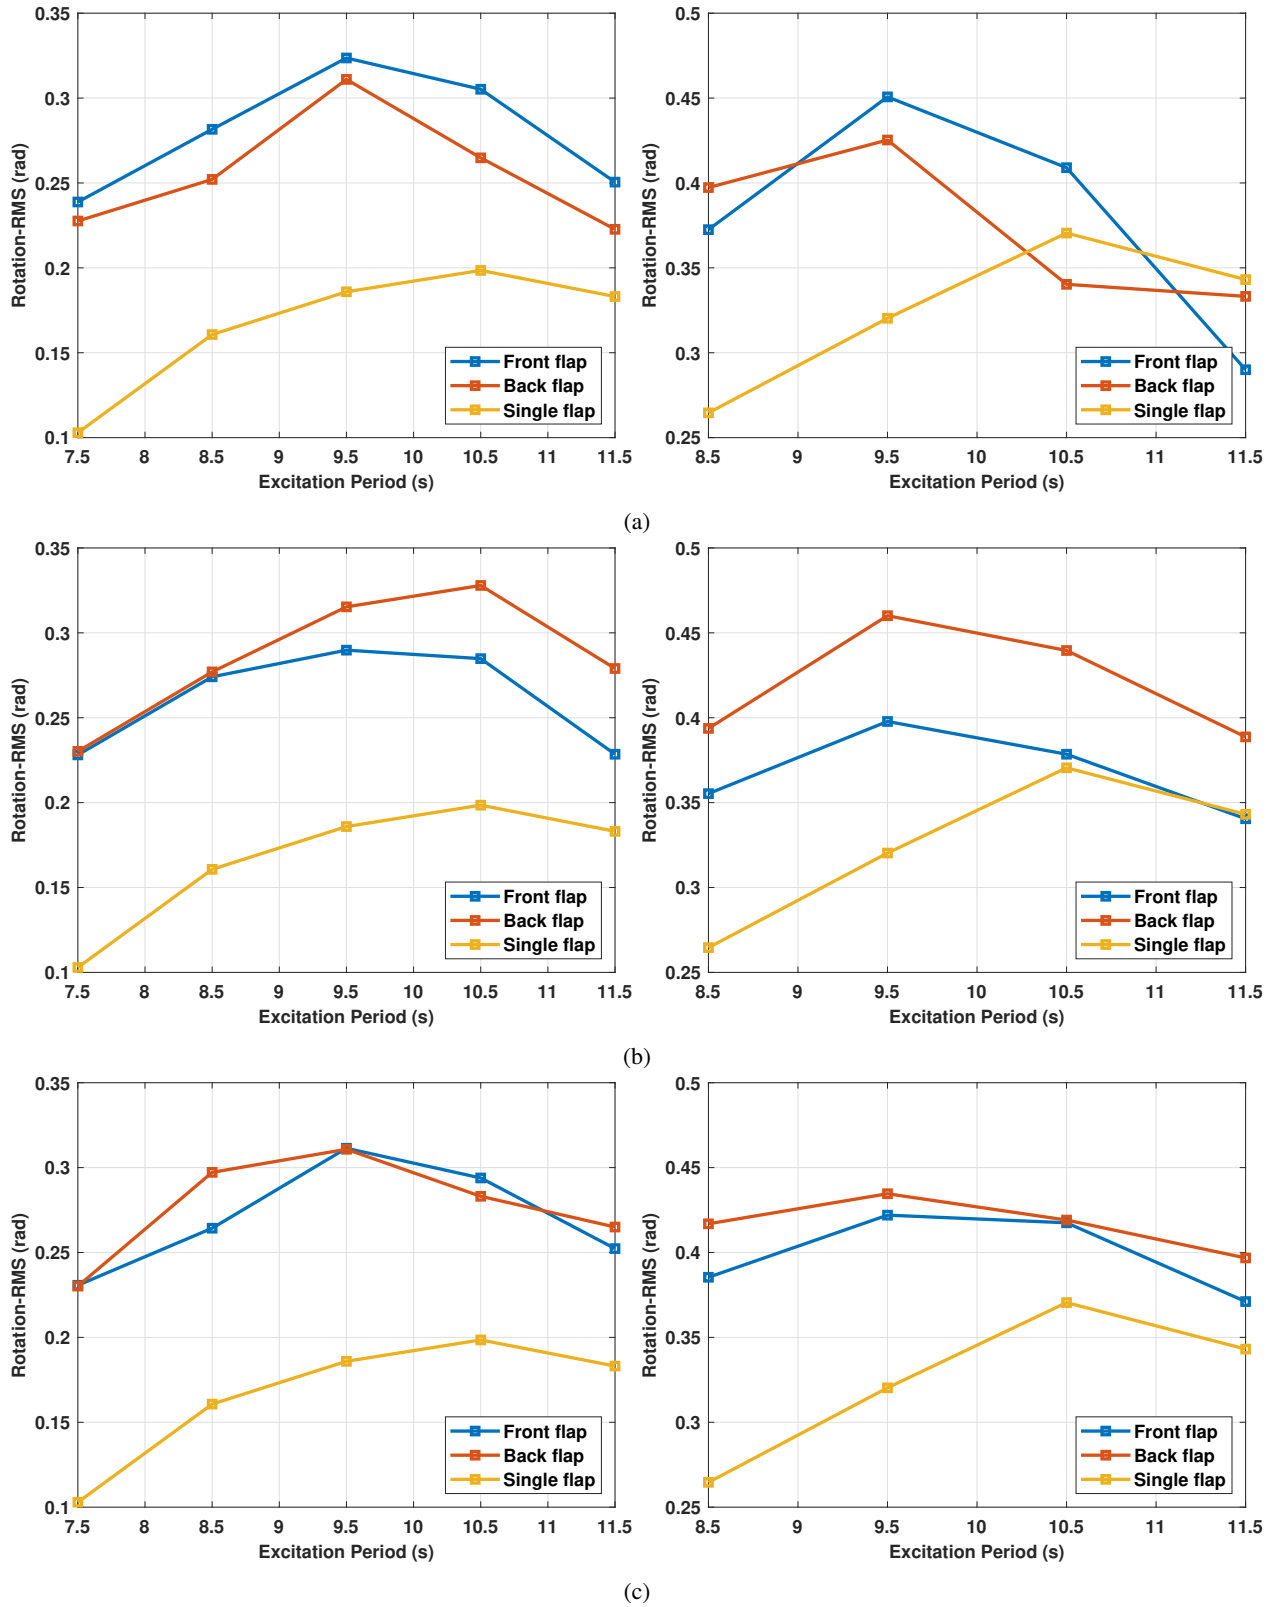 0.35
0.3
0.25
0.2
0.15
0.1
Rotation-RMS (rad)
7.5 8 8.5 9 9.5 10 10.5 11 11.5
Excitation Period (s)
Front flap
Back flap
Single flap
0.5
0.45
0.4
0.35
0.3
0.25
Rotation-RMS (rad)
8.5 9 9.5 10 10.5 11 11.5
Excitation Period (s)
Front flap
Back flap
Single flap
(a)
0.35
0.3
0.25
0.2
0.15
0.1
Rotation-RMS (rad)
7.5 8 8.5 9 9.5 10 10.5 11 11.5
Excitation Period (s)
Front flap
Back flap
Single flap
0.5
0.45
0.4
0.35
0.3
0.25
Rotation-RMS (rad)
8.5 9 9.5 10 10.5 11 11.5
Excitation Period (s)
Front flap
Back flap
Single flap
(b)
0.35
0.3
0.25
0.2
0.15
0.1
Rotation-RMS (rad)
7.5 8 8.5 9 9.5 10 10.5 11 11.5
Excitation Period (s)
Front flap
Back flap
Single flap
0.5
0.45
0.4
0.35
0.3
0.25
Rotation-RMS (rad)
8.5 9 9.5 10 10.5 11 11.5
Excitation Period (s)
Front flap
Back flap
Single flap
(c)